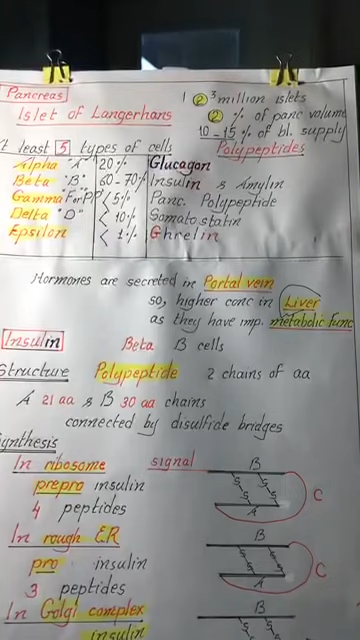 Pancreas
Islet of Langerhans
1 2 3 million islets
2 % of panc volume
10 - 15 % of bl. supply
t least 5 types of cells
Polypeptides
Alpha "A" 20% Glucagon
Beta "B" 60 - 70% Insulin & Amylin
Gamma "F or PP" < 5% Panc. Polypeptide
Delta "D" < 10% Somatostatin
Epsilon < 1% Ghrelin
Hormones are secreted in Portal vein
so, higher conc in Liver
as they have imp. metabolic func
Insulin Beta B cells
Structure Polypeptide 2 chains of aa
A 21 aa & B 30 aa chains
connected by disulfide bridges
Synthesis
In ribosome signal B
prepro insulin S S S S
4 peptides A C
In rough ER B
pro insulin C
3 peptides A
In Golgi complex B
insulin